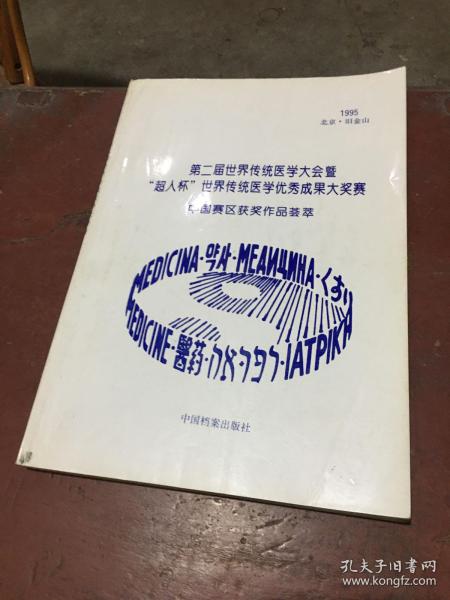 1995
北京·旧金山
第二届世界传统医学大会暨
“超人杯”世界传统医学优秀成果大奖赛
中国赛区获奖作品荟萃
MEDICINA·약사·МЕДИЦИНА·くすり
MEDICINE·醫药·רפואה·ΙΑΤΡΙΚΗ
中国档案出版社
孔夫子旧书网
www.kongfz.com